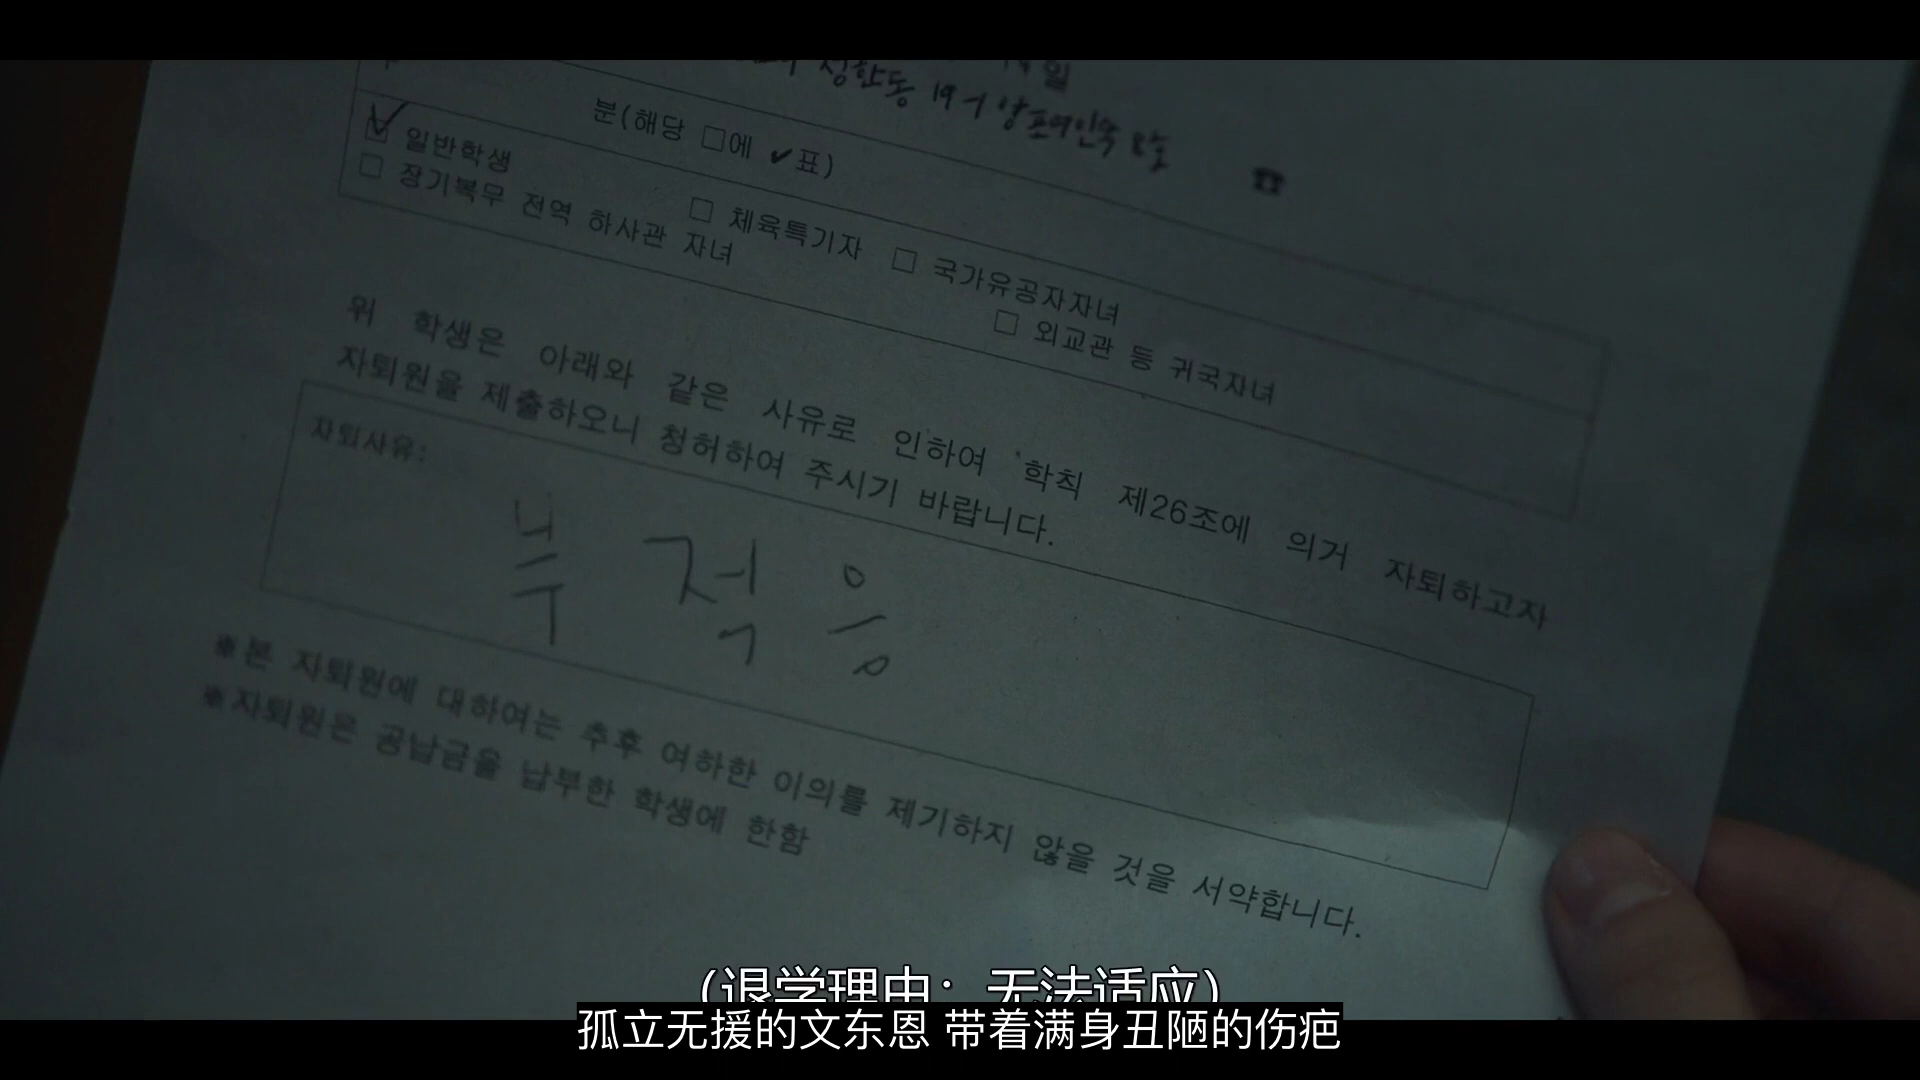 일
분(해당 □에 ✔표)
☑ 일반학생 □ 체육특기자 □ 국가유공자자녀
□ 장기복무 전역 하사관 자녀 □ 외교관 등 귀국자녀
위 학생은 아래와 같은 사유로 인하여 학칙 제26조에 의거 자퇴하고자
자퇴원을 제출하오니 청허하여 주시기 바랍니다.
자퇴사유:
부적응
※본 자퇴원에 대하여는 추후 여하한 이의를 제기하지 않을 것을 서약합니다.
※자퇴원은 공납금을 납부한 학생에 한함
（退学理由：无法适应）
孤立无援的文东恩 带着满身丑陋的伤疤